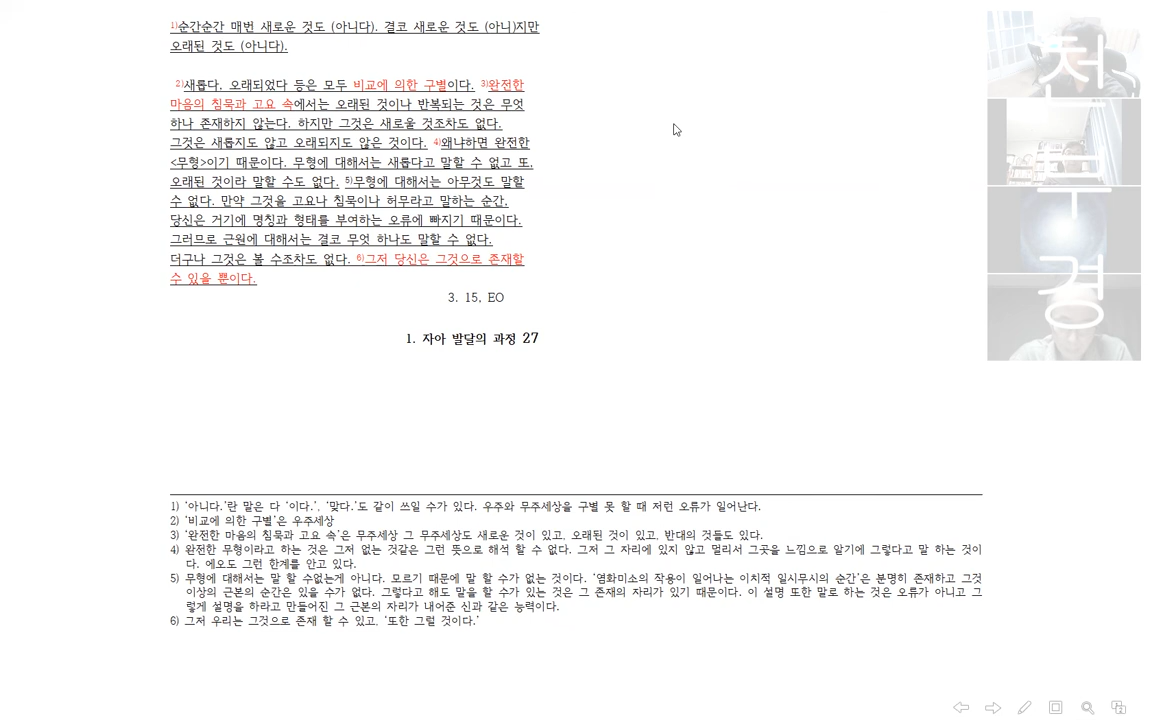 1)순간순간 매번 새로운 것도 (아니다). 결코 새로운 것도 (아니)지만
오래된 것도 (아니다).
2)새롭다, 오래되었다 등은 모두 비교에 의한 구별이다. 3)완전한
마음의 침묵과 고요 속에서는 오래된 것이나 반복되는 것은 무엇
하나 존재하지 않는다. 하지만 그것은 새로울 것조차도 없다.
그것은 새롭지도 않고 오래되지도 않은 것이다. 4)왜냐하면 완전한
<무형>이기 때문이다. 무형에 대해서는 새롭다고 말할 수 없고 또,
오래된 것이라 말할 수도 없다. 5)무형에 대해서는 아무것도 말할
수 없다. 만약 그것을 고요나 침묵이나 허무라고 말하는 순간,
당신은 거기에 명칭과 형태를 부여하는 오류에 빠지기 때문이다.
그러므로 근원에 대해서는 결코 무엇 하나도 말할 수 없다.
더구나 그것은 볼 수조차도 없다. 6)그저 당신은 그것으로 존재할
수 있을 뿐이다.
3. 15, EO
1. 자아 발달의 과정 27
천
부
경
1) '아니다.'란 말은 다 '이다.', '맞다.'도 같이 쓰일 수가 있다. 우주와 무주세상을 구별 못 할 때 저런 오류가 일어난다.
2) '비교에 의한 구별'은 우주세상
3) '완전한 마음의 침묵과 고요 속'은 무주세상 그 무주세상도 새로운 것이 있고, 오래된 것이 있고, 반대의 것들도 있다.
4) 완전한 무형이라고 하는 것은 그저 없는 것같은 그런 뜻으로 해석 할 수 없다. 그저 그 자리에 있지 않고 멀리서 그곳을 느낌으로 알기에 그렇다고 말 하는 것이
다. 에오도 그런 한계를 안고 있다.
5) 무형에 대해서는 말 할 수없는게 아니다. 모르기 때문에 말 할 수가 없는 것이다. '염화미소의 작용이 일어나는 이치적 일시무시의 순간'은 분명히 존재하고 그것
이상의 근본의 순간은 있을 수가 없다. 그렇다고 해도 말을 할 수가 있는 것은 그 존재의 자리가 있기 때문이다. 이 설명 또한 말로 하는 것은 오류가 아니고 그
렇게 설명을 하라고 만들어진 그 근본의 자리가 내어준 신과 같은 능력이다.
6) 그저 우리는 그것으로 존재 할 수 있고, '또한 그럴 것이다.'